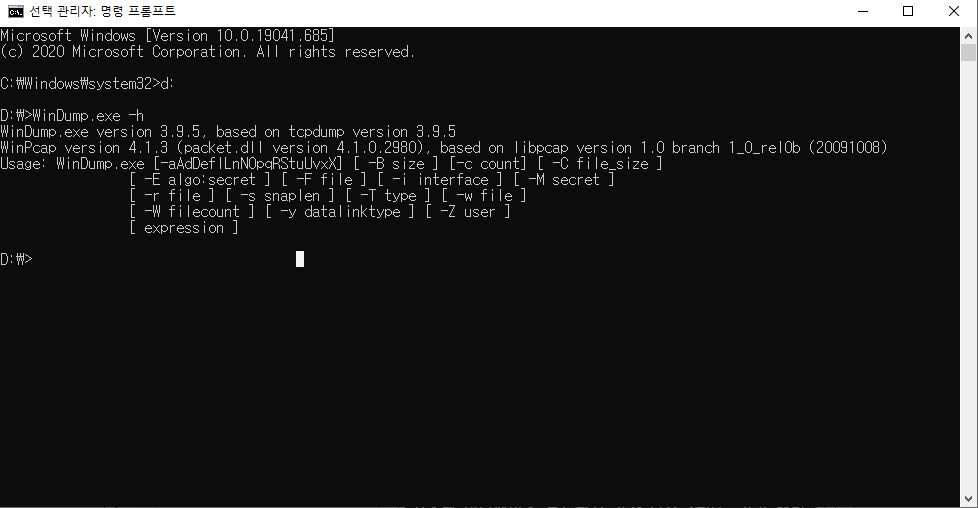 선택 관리자: 명령 프롬프트
Microsoft Windows [Version 10.0.19041.685]
(c) 2020 Microsoft Corporation. All rights reserved.
C:₩Windows₩system32>d:
D:₩>WinDump.exe -h
WinDump.exe version 3.9.5, based on tcpdump version 3.9.5
WinPcap version 4.1.3 (packet.dll version 4.1.0.2980), based on libpcap version 1.0 branch 1_0_rel0b (20091008)
Usage: WinDump.exe [-aAdDeflLnNOpqRStuUvxX] [ -B size ] [-c count] [ -C file_size ]
[ -E algo:secret ] [ -F file ] [ -i interface ] [ -M secret ]
[ -r file ] [ -s snaplen ] [ -T type ] [ -w file ]
[ -W filecount ] [ -y datalinktype ] [ -Z user ]
[ expression ]
D:₩>